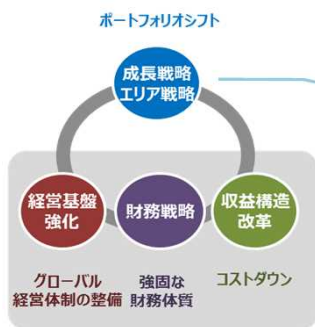 ポートフォリオシフト
成長戦略
エリア戦略
経営基盤
強化
財務戦略
収益構造
改革
グローバル
経営体制の整備
強固な
財務体質
コストダウン